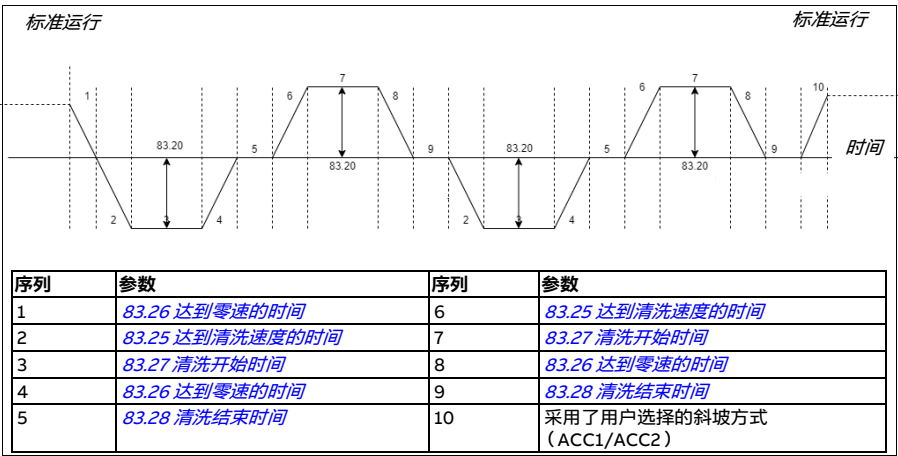 标准运行
标准运行
1
6
7
8
6
7
8
10
83.20
5
9
83.20
5
9
时间
83.20
83.20
2
3
4
2
3
4
序列 参数 序列 参数
1 83.26 达到零速的时间 6 83.25 达到清洗速度的时间
2 83.25 达到清洗速度的时间 7 83.27 清洗开始时间
3 83.27 清洗开始时间 8 83.26 达到零速的时间
4 83.26 达到零速的时间 9 83.28 清洗结束时间
5 83.28 清洗结束时间 10 采用了用户选择的斜坡方式
（ACC1/ACC2）